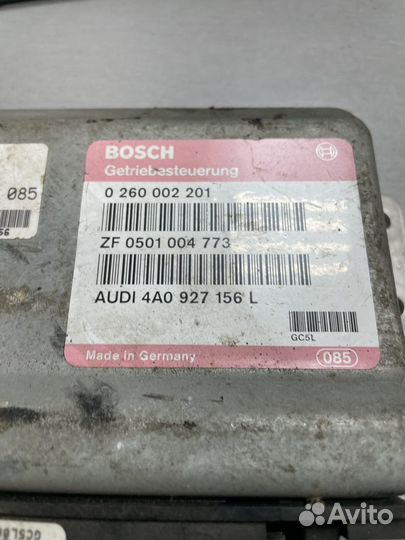 BOSCH
Getriebesteuerung
0 260 002 201
085
ZF 0501 004 773
AUDI 4A0 927 156 L
GC5L
Made in Germany
085
Avito